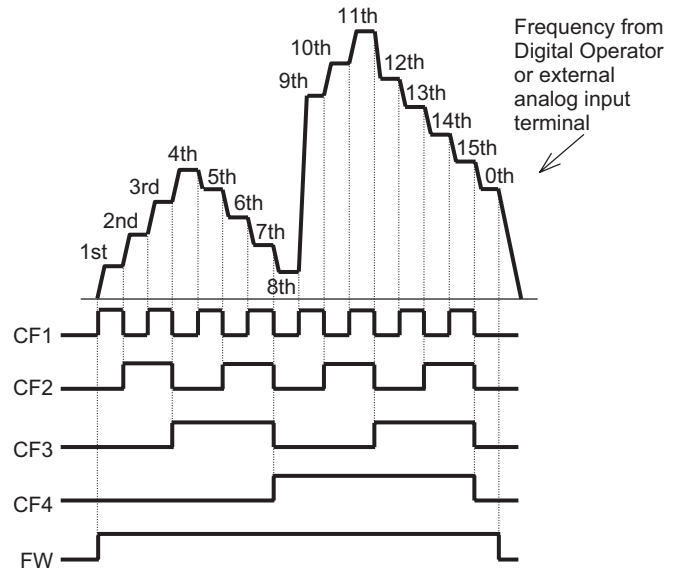 11th
10th
9th
12th
13th
14th
15th
0th
Frequency from
Digital Operator
or external
analog input
terminal
4th
3rd
5th
2nd
6th
1st
7th
8th
CF1
CF2
CF3
CF4
FW